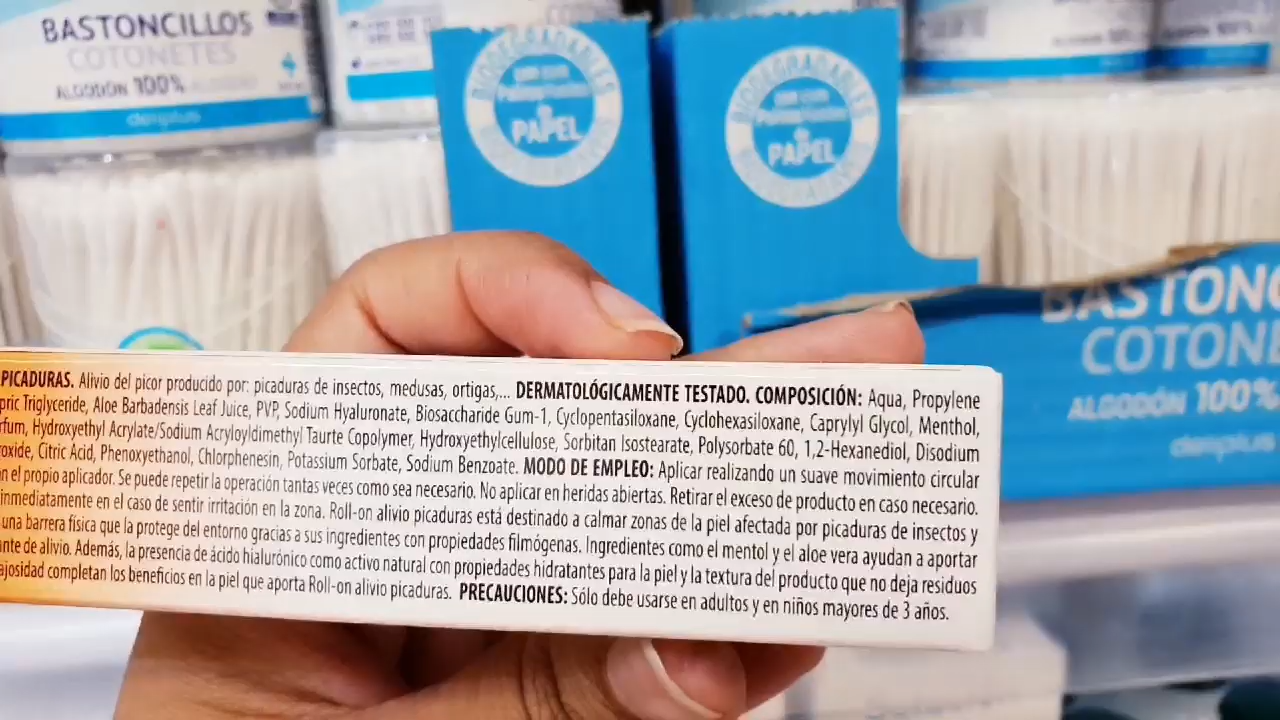 BASTONCILLOS
COTONETES
ALGODÓN 100%
denplus
BIODEGRADABLES
PAPEL
BIODEGRADABLES
PAPEL
BASTONC
COTONE
ALGODÓN 100%
denplus
PICADURAS. Alivio del picor producido por: picaduras de insectos, medusas, ortigas,... DERMATOLÓGICAMENTE TESTADO. COMPOSICIÓN: Aqua, Propylene
pric Triglyceride, Aloe Barbadensis Leaf Juice, PVP, Sodium Hyaluronate, Biosaccharide Gum-1, Cyclopentasiloxane, Cyclohexasiloxane, Caprylyl Glycol, Menthol,
rfum, Hydroxyethyl Acrylate/Sodium Acryloyldimethyl Taurte Copolymer, Hydroxyethylcellulose, Sorbitan Isostearate, Polysorbate 60, 1,2-Hexanediol, Disodium
roxide, Citric Acid, Phenoxyethanol, Chlorphenesin, Potassium Sorbate, Sodium Benzoate. MODO DE EMPLEO: Aplicar realizando un suave movimiento circular
n el propio aplicador. Se puede repetir la operación tantas veces como sea necesario. No aplicar en heridas abiertas. Retirar el exceso de producto en caso necesario.
inmediatamente en el caso de sentir irritación en la zona. Roll-on alivio picaduras está destinado a calmar zonas de la piel afectada por picaduras de insectos y
una barrera física que la protege del entorno gracias a sus ingredientes con propiedades filmógenas. Ingredientes como el mentol y el aloe vera ayudan a aportar
nte de alivio. Además, la presencia de ácido hialurónico como activo natural con propiedades hidratantes para la piel y la textura del producto que no deja residuos
ajosidad completan los beneficios en la piel que aporta Roll-on alivio picaduras. PRECAUCIONES: Sólo debe usarse en adultos y en niños mayores de 3 años.